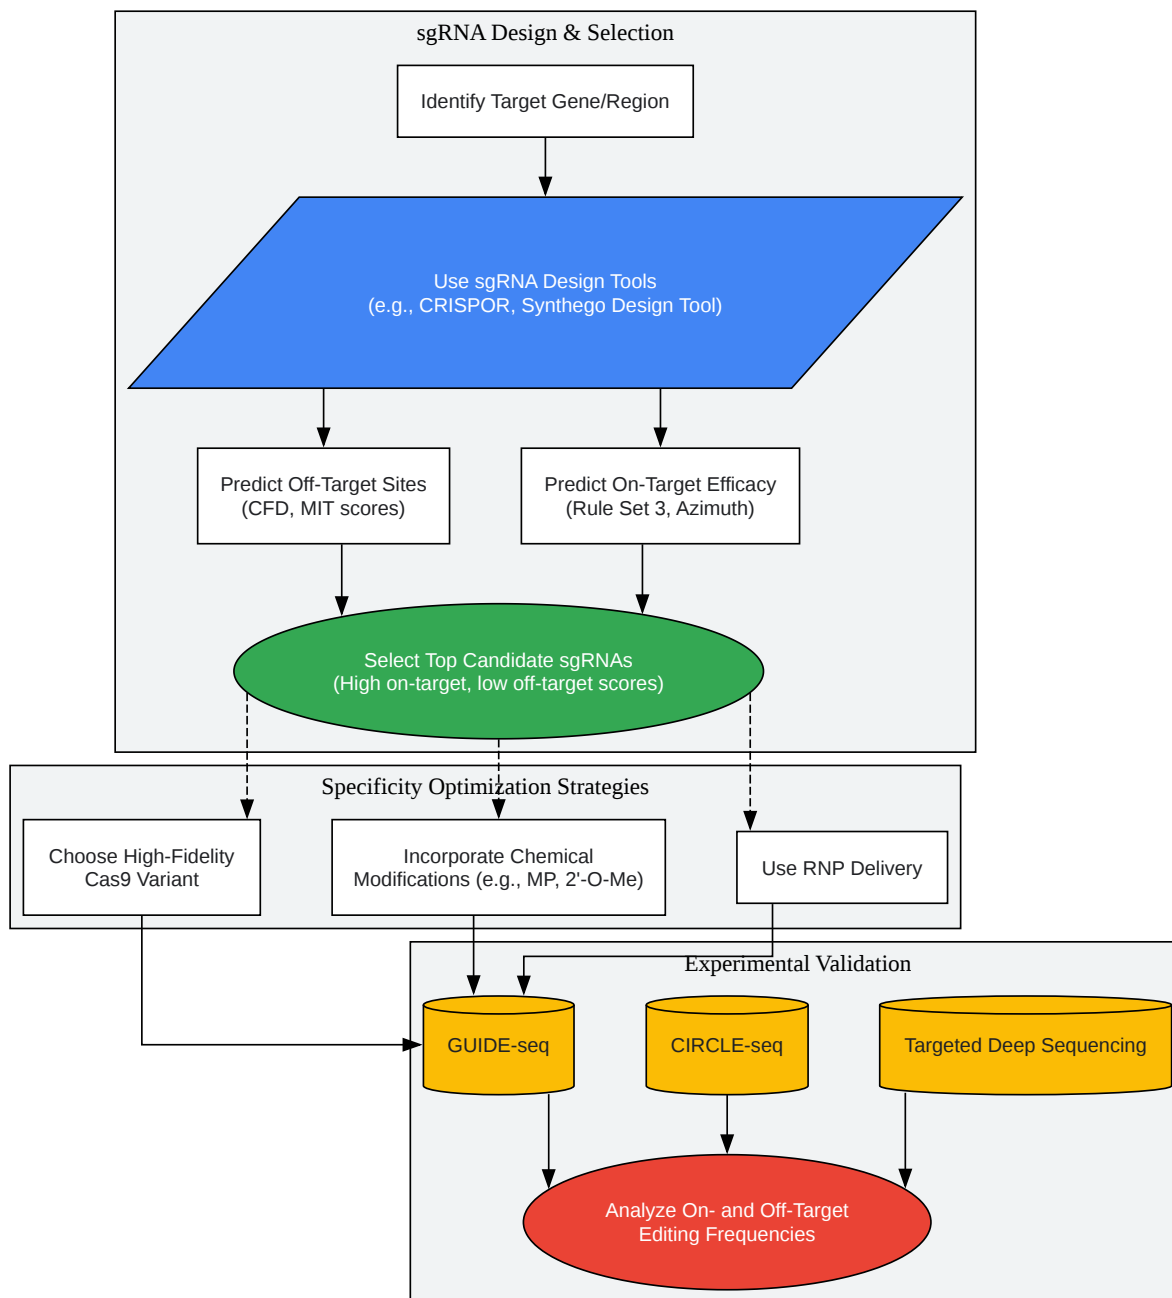 sgRNA Design & Selection
Identify Target Gene/Region
Use sgRNA Design Tools
(e.g., CRISPOR, Synthego Design Tool)
Predict Off-Target Sites
(CFD, MIT scores)
Predict On-Target Efficacy
(Rule Set 3, Azimuth)
Select Top Candidate sgRNAs
(High on-target, low off-target scores)
Specificity Optimization Strategies
Choose High-Fidelity
Cas9 Variant
Incorporate Chemical
Modifications (e.g., MP, 2'-O-Me)
Use RNP Delivery
Experimental Validation
GUIDE-seq
CIRCLE-seq
Targeted Deep Sequencing
Analyze On- and Off-Target
Editing Frequencies